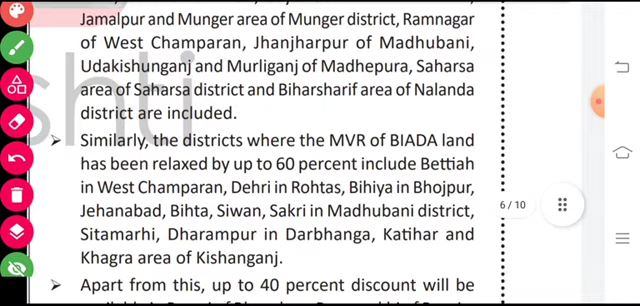 Jamalpur and Munger area of Munger district, Ramnagar
of West Champaran, Jhanjharpur of Madhubani,
Udakishunganj and Murliganj of Madhepura, Saharsa
area of Saharsa district and Biharsharif area of Nalanda
district are included.
➤ Similarly, the districts where the MVR of BIADA land
has been relaxed by up to 60 percent include Bettiah
in West Champaran, Dehri in Rohtas, Bihiya in Bhojpur,
Jehanabad, Bihta, Siwan, Sakri in Madhubani district,
Sitamarhi, Dharampur in Darbhanga, Katihar and
Khagra area of Kishanganj.
➤ Apart from this, up to 40 percent discount will be
6 / 10
shti